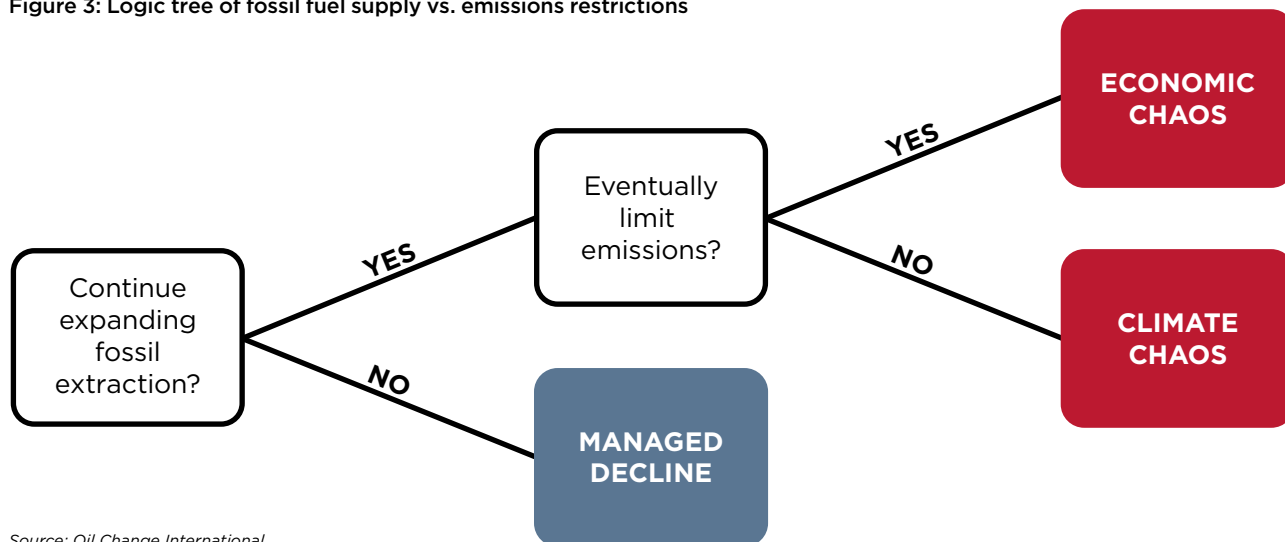 Figure 3: Logic tree of fossil fuel supply vs. emissions restrictions
ECONOMIC
CHAOS
YES
Eventually
limit
emissions?
YES
NO
Continue
expanding
fossil
extraction?
CLIMATE
CHAOS
NO
MANAGED
DECLINE
Source: Oil Change International